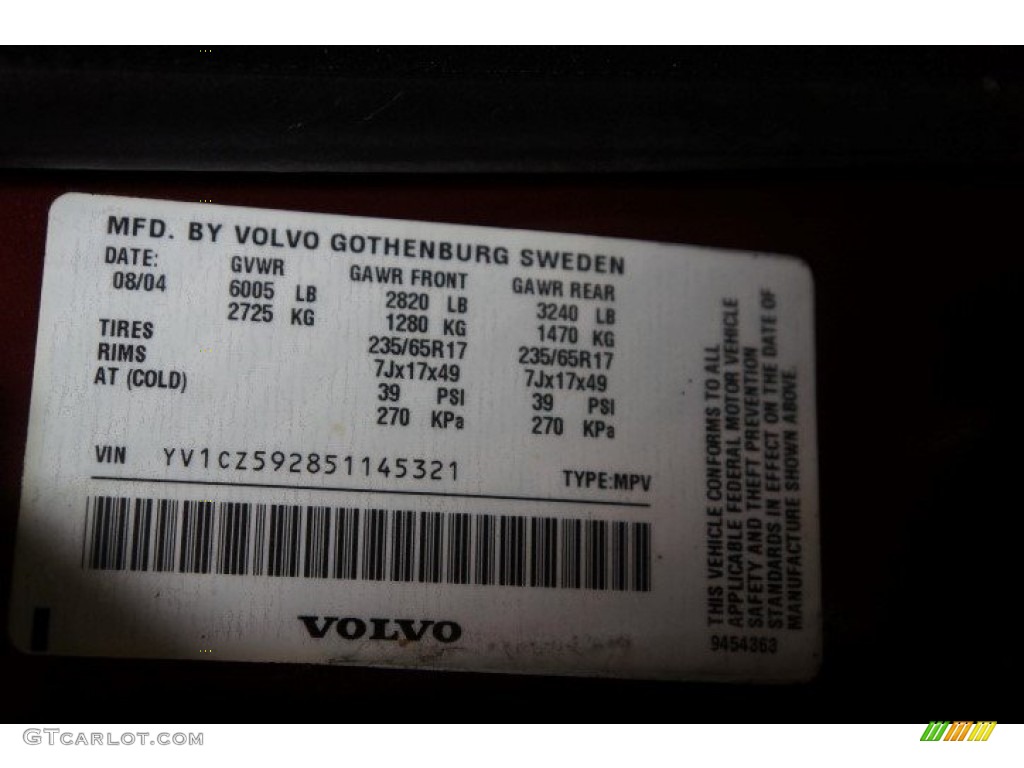 MFD. BY VOLVO GOTHENBURG SWEDEN
DATE: GVWR GAWR FRONT GAWR REAR
08/04 6005 LB 2820 LB 3240 LB
2725 KG 1280 KG 1470 KG
TIRES 235/65R17 235/65R17
RIMS 7Jx17x49 7Jx17x49
AT (COLD) 39 PSI 39 PSI
270 KPa 270 KPa
VIN YV1CZ592851145321 TYPE:MPV
VOLVO
THIS VEHICLE CONFORMS TO ALL
APPLICABLE FEDERAL MOTOR VEHICLE
SAFETY AND THEFT PREVENTION
STANDARDS IN EFFECT ON THE DATE OF
MANUFACTURE SHOWN ABOVE.
9454363
GTCARLOT.COM